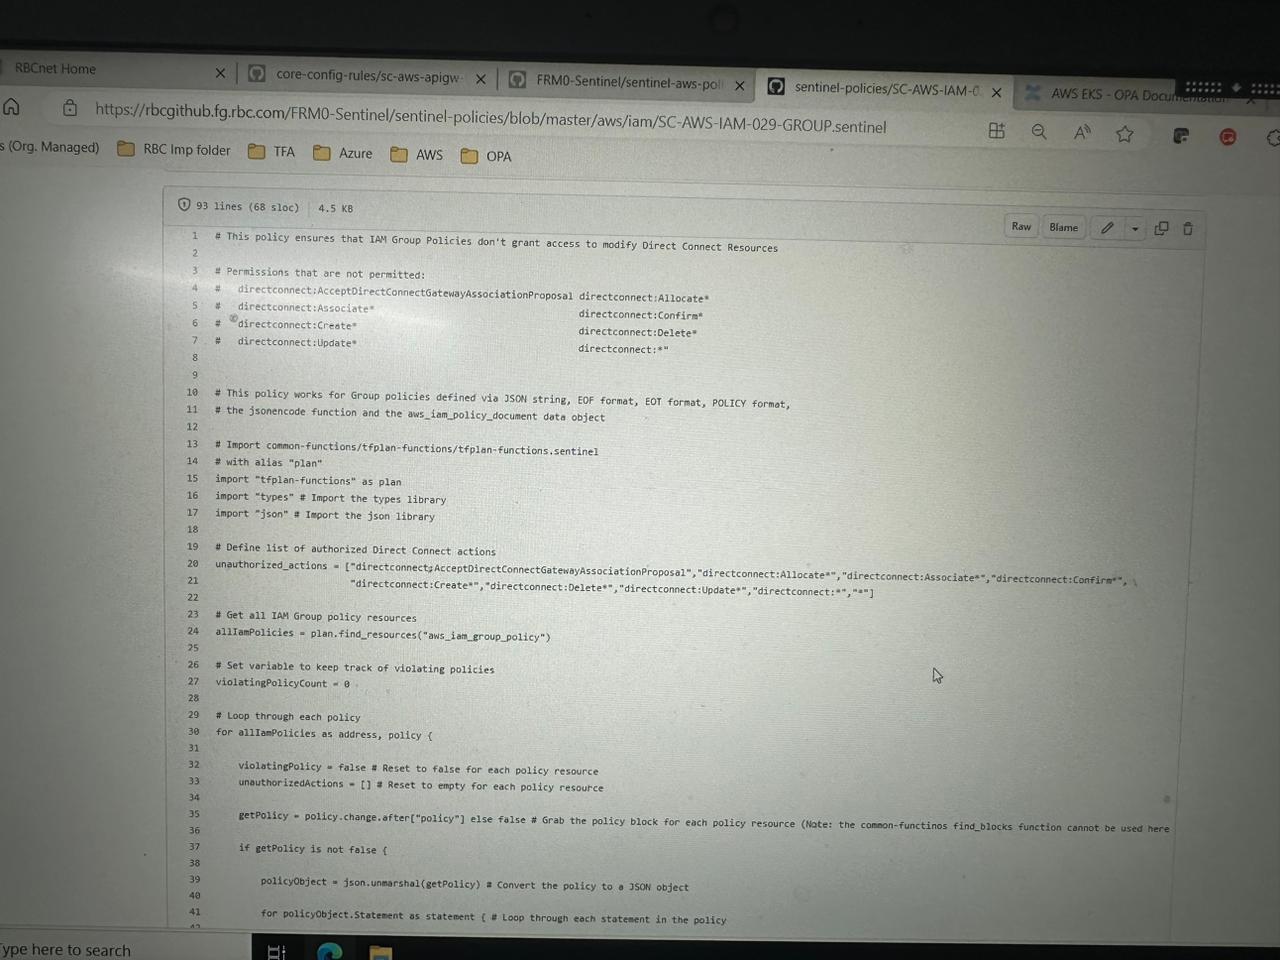 RBCnet Home
core-config-rules/sc-aws-apigw
FRM0-Sentinel/sentinel-aws-poli
sentinel-policies/SC-AWS-IAM-0
AWS EKS - OPA Documentation
https://rbcgithub.fg.rbc.com/FRM0-Sentinel/sentinel-policies/blob/master/aws/iam/SC-AWS-IAM-029-GROUP.sentinel
s (Org. Managed)
RBC Imp folder
TFA
Azure
AWS
OPA
93 lines (68 sloc) 4.5 KB
Raw
Blame
1 # This policy ensures that IAM Group Policies don't grant access to modify Direct Connect Resources
2
3 # Permissions that are not permitted:
4 # directconnect:AcceptDirectConnectGatewayAssociationProposal directconnect:Allocate*
5 # directconnect:Associate* directconnect:Confirm*
6 # directconnect:Create* directconnect:Delete*
7 # directconnect:Update* directconnect:*"
8
9
10 # This policy works for Group policies defined via JSON string, EOF format, EOT format, POLICY format,
11 # the jsonencode function and the aws_iam_policy_document data object
12
13 # Import common-functions/tfplan-functions/tfplan-functions.sentinel
14 # with alias "plan"
15 import "tfplan-functions" as plan
16 import "types" # Import the types library
17 import "json" # Import the json library
18
19 # Define list of authorized Direct Connect actions
20 unauthorized_actions = ["directconnect:AcceptDirectConnectGatewayAssociationProposal","directconnect:Allocate*","directconnect:Associate*","directconnect:Confirm*",
21 "directconnect:Create*","directconnect:Delete*","directconnect:Update*","directconnect:*","*"]
22
23 # Get all IAM Group policy resources
24 allIamPolicies = plan.find_resources("aws_iam_group_policy")
25
26 # Set variable to keep track of violating policies
27 violatingPolicyCount = 0
28
29 # Loop through each policy
30 for allIamPolicies as address, policy {
31
32 violatingPolicy = false # Reset to false for each policy resource
33 unauthorizedActions = [] # Reset to empty for each policy resource
34
35 getPolicy = policy.change.after["policy"] else false # Grab the policy block for each policy resource (Note: the common-functinos find_blocks function cannot be used here
36
37 if getPolicy is not false {
38
39 policyObject = json.unmarshal(getPolicy) # Convert the policy to a JSON object
40
41 for policyObject.Statement as statement { # Loop through each statement in the policy
42
ype here to search